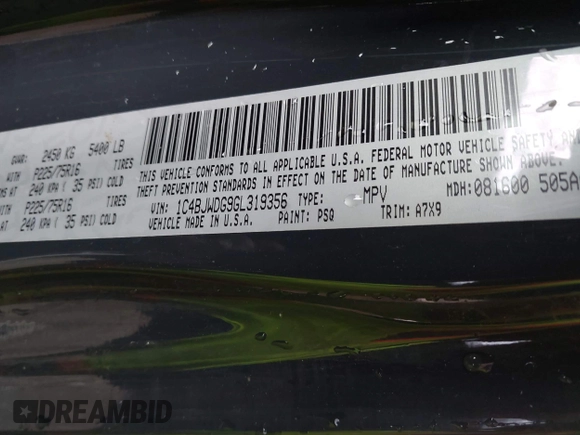 GVWR: 2450 KG 5400 LB
P225/75R16 TIRES
240 KPA ( 35 PSI) COLD
P225/75R16 TIRES
240 KPA ( 35 PSI) COLD
THIS VEHICLE CONFORMS TO ALL APPLICABLE U.S.A. FEDERAL MOTOR VEHICLE SAFETY, AND
THEFT PREVENTION STANDARDS IN EFFECT ON THE DATE OF MANUFACTURE SHOWN ABOVE.
VIN: 1C4BJWDG9GL319356 TYPE: MPV MDH: 081600 505A
VEHICLE MADE IN U.S.A. PAINT: PSQ TRIM: A7X9
DREAMBID